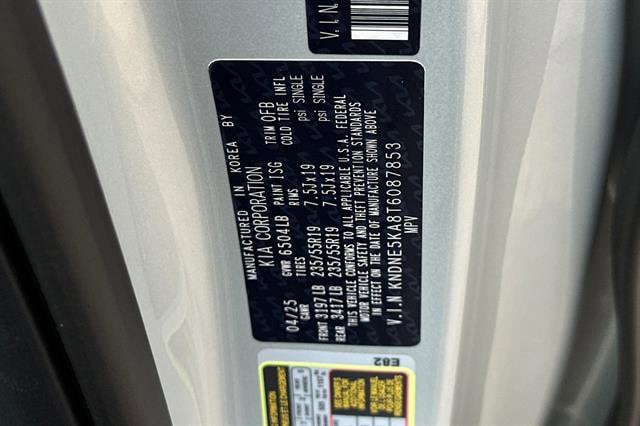 V.I.N
MANUFACTURED IN KOREA BY
KIA CORPORATION
GVWR 6504LB PAINT ISG TRIM OFB
TIRES RIMS COLD TIRE INFL
04/25
GAWR
FRONT 3197LB 235/55R19 7.5Jx19 psi SINGLE
REAR 3417LB 235/55R19 7.5Jx19 psi SINGLE
THIS VEHICLE CONFORMS TO ALL APPLICABLE U.S.A. FEDERAL
MOTOR VEHICLE SAFETY AND THEFT PREVENTION STANDARDS
IN EFFECT ON THE DATE OF MANUFACTURE SHOWN ABOVE
V.I.N KNDNE5KA8T6087853
MPV
E82